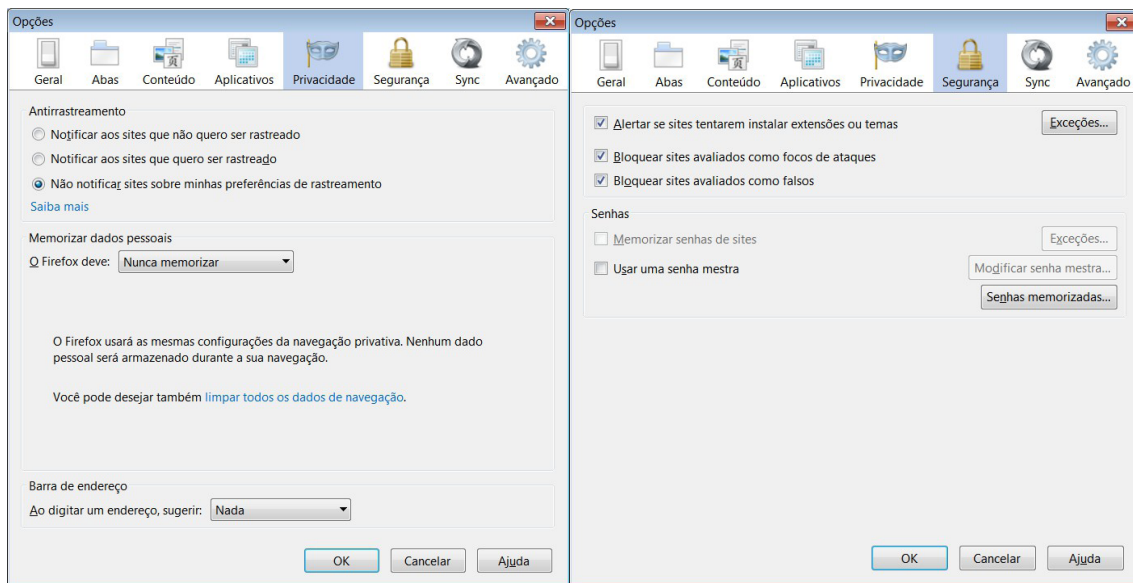 Opções
Geral Abas Conteúdo Aplicativos Privacidade Segurança Sync Avançado
Antirrastreamento
Notificar aos sites que não quero ser rastreado
Notificar aos sites que quero ser rastreado
Não notificar sites sobre minhas preferências de rastreamento
Saiba mais
Memorizar dados pessoais
O Firefox deve: Nunca memorizar
O Firefox usará as mesmas configurações da navegação privativa. Nenhum dado
pessoal será armazenado durante a sua navegação.
Você pode desejar também limpar todos os dados de navegação.
Barra de endereço
Ao digitar um endereço, sugerir: Nada
OK Cancelar Ajuda
Opções
Geral Abas Conteúdo Aplicativos Privacidade Segurança Sync Avançado
Alertar se sites tentarem instalar extensões ou temas Exceções...
Bloquear sites avaliados como focos de ataques
Bloquear sites avaliados como falsos
Senhas
Memorizar senhas de sites Exceções...
Usar uma senha mestra Modificar senha mestra...
Senhas memorizadas...
OK Cancelar Ajuda